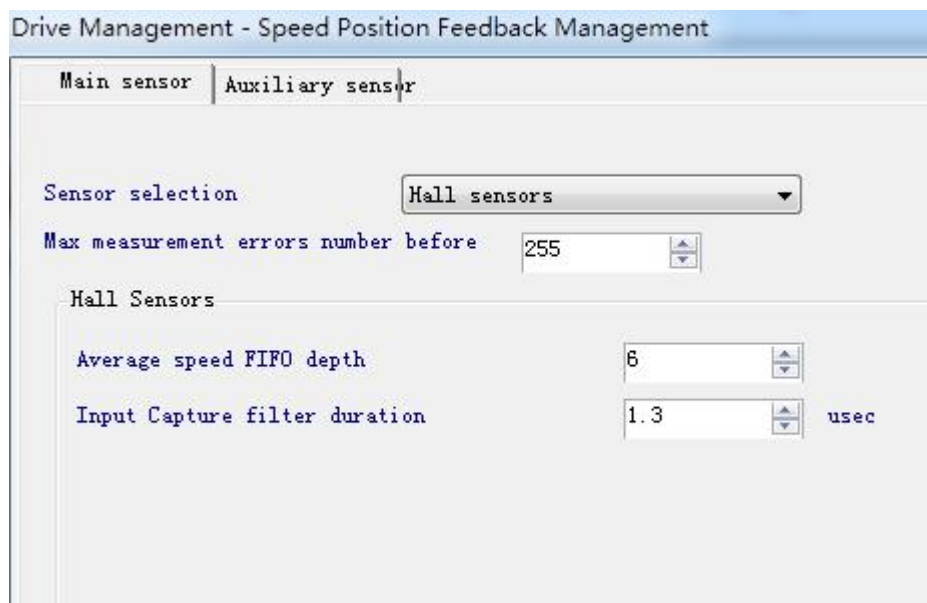 Drive Management - Speed Position Feedback Management
Main sensor Auxiliary sensor
Sensor selection Hall sensors
Max measurement errors number before 255
Hall Sensors
Average speed FIFO depth 6
Input Capture filter duration 1.3 usec